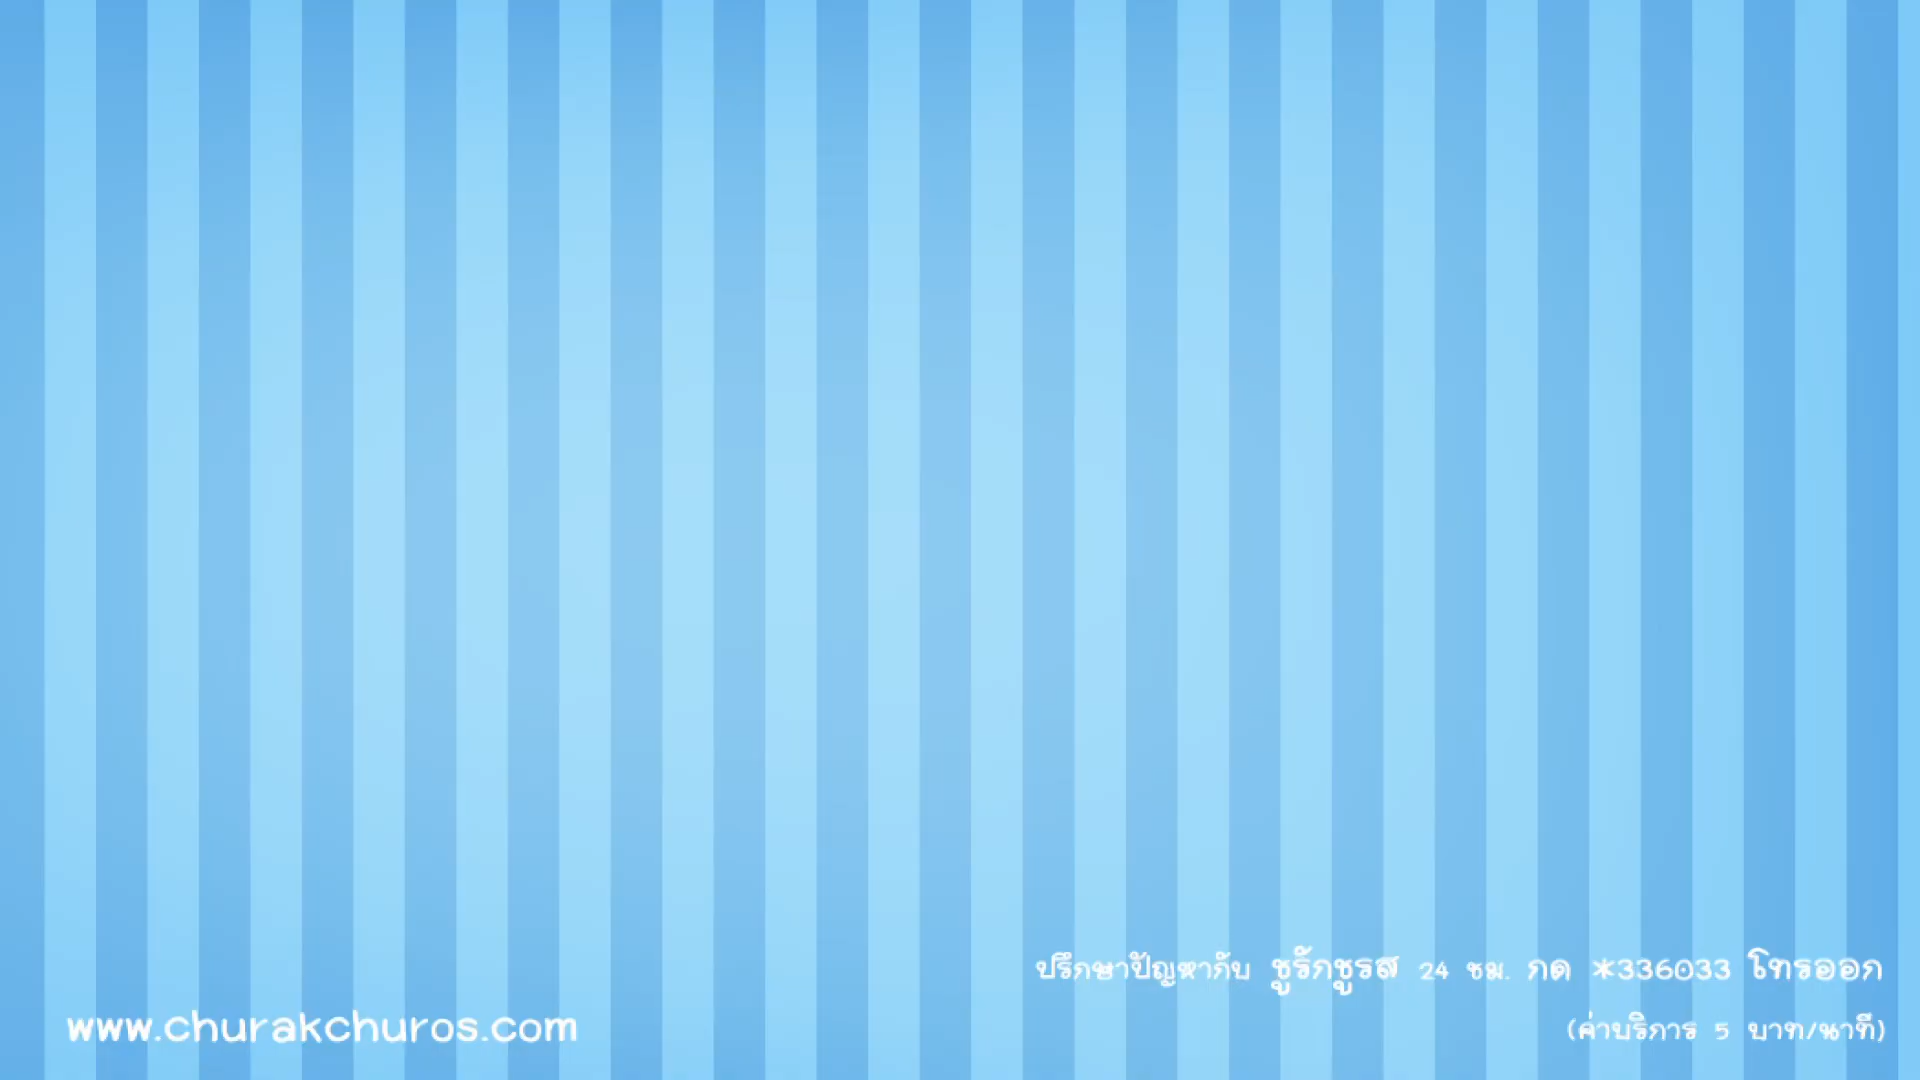 ปรึกษาปัญหากับ ชูรักชูรส 24 ชม. กด *336033 โทรออก
www.churakchuros.com
(ค่าบริการ 5 บาท/นาที)